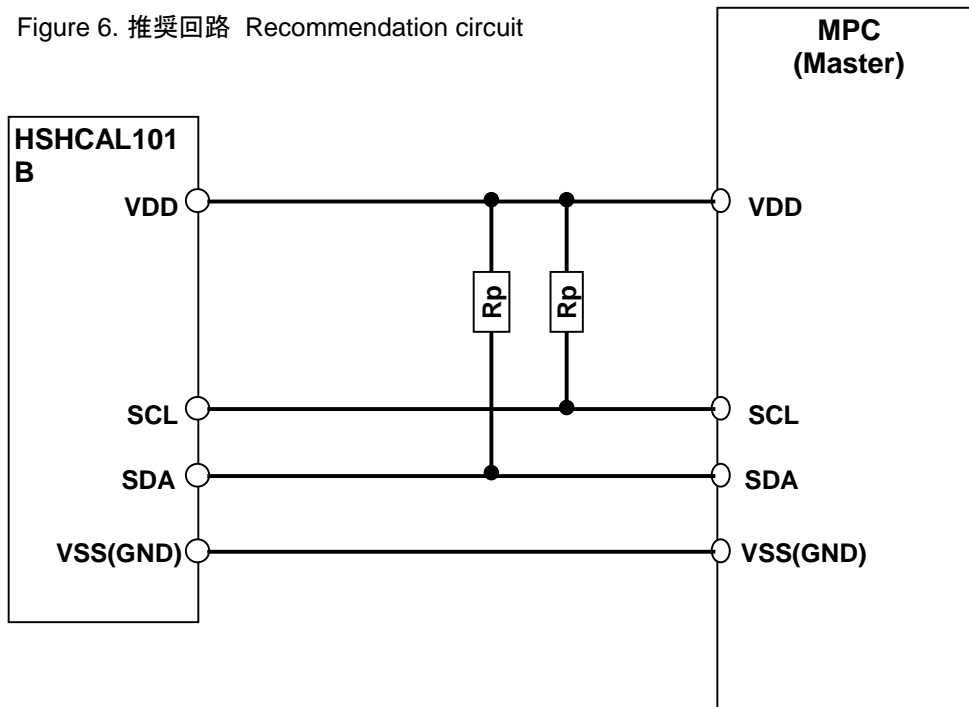 Figure 6. 推奨回路 Recommendation circuit
MPC
(Master)
HSHCAL101
B
VDD
VDD
Rp
Rp
SCL
SCL
SDA
SDA
VSS(GND)
VSS(GND)